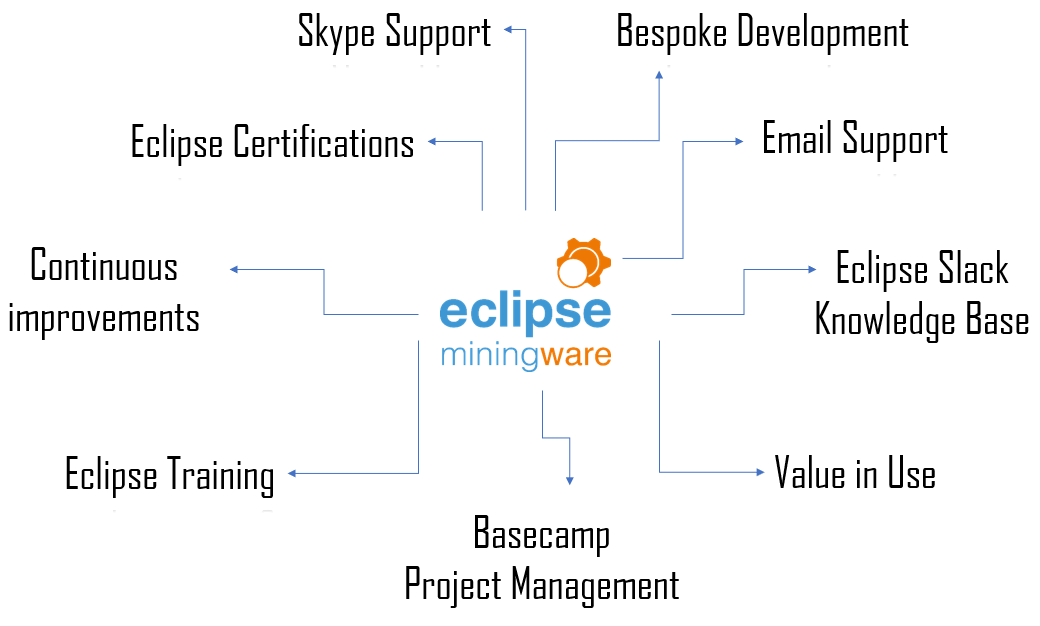 Skype Support
Bespoke Development
Eclipse Certifications
Email Support
Continuous
improvements
Eclipse Slack
Knowledge Base
eclipse
miningware
Eclipse Training
Value in Use
Basecamp
Project Management